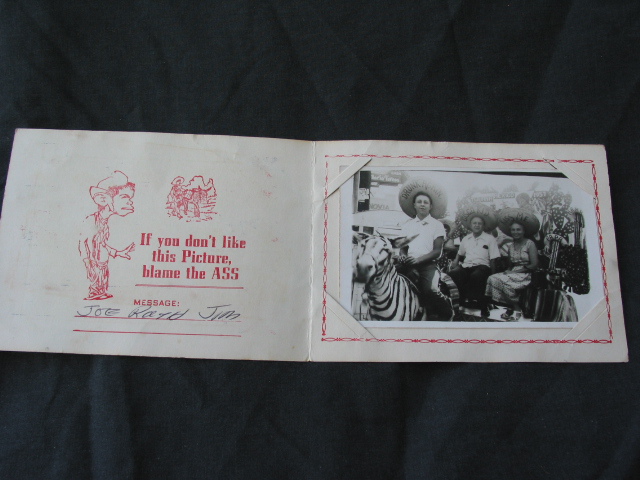 If you don't like
this Picture,
blame the ASS
MESSAGE:
JOE KATH JIM